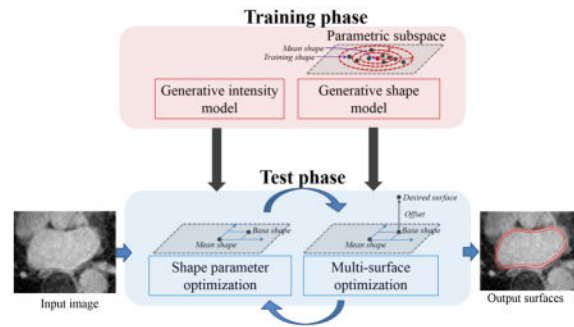 Training phase
Parametric subspace
Mean shape
Training shape
Generative intensity
model
Generative shape
model
Test phase
Desired surface
Offset
Base shape
Mean shape
Base shape
Mean shape
Shape parameter
optimization
Multi-surface
optimization
Input image
Output surfaces